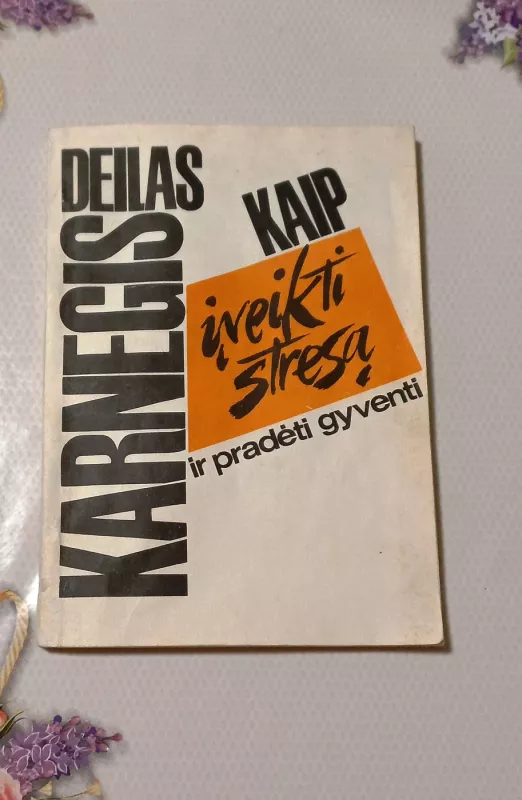 DEILAS
KARNEGIS
KAIP
įveikti
stresą
ir pradėti gyventi